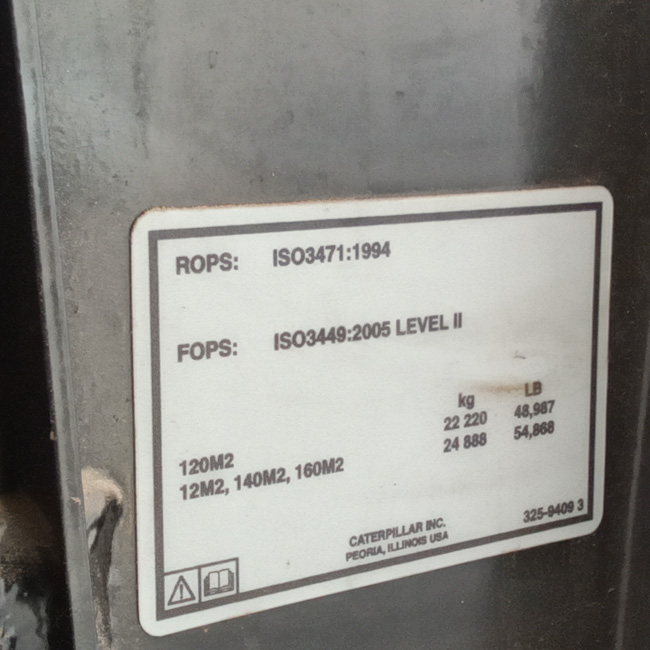 ROPS: ISO3471:1994
FOPS: ISO3449:2005 LEVEL II
kg LB
120M2 22 220 48,987
12M2, 140M2, 160M2 24 888 54,868
CATERPILLAR INC.
PEORIA, ILLINOIS USA
325-9409 3